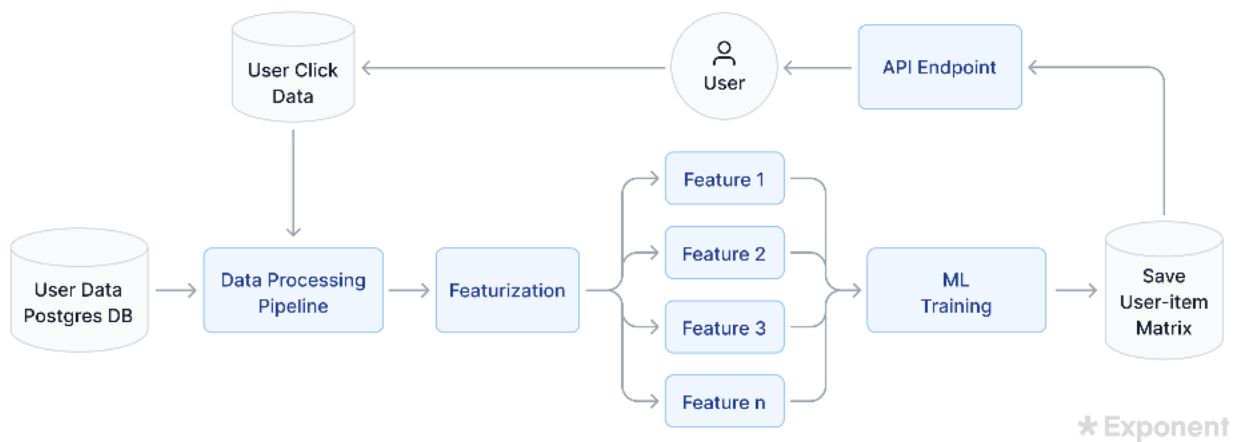 User Click
Data
User
API Endpoint
Feature 1
User Data
Postgres DB
Data Processing
Pipeline
Featurization
Feature 2
Feature 3
Feature n
ML
Training
Save
User-item
Matrix
Exponent